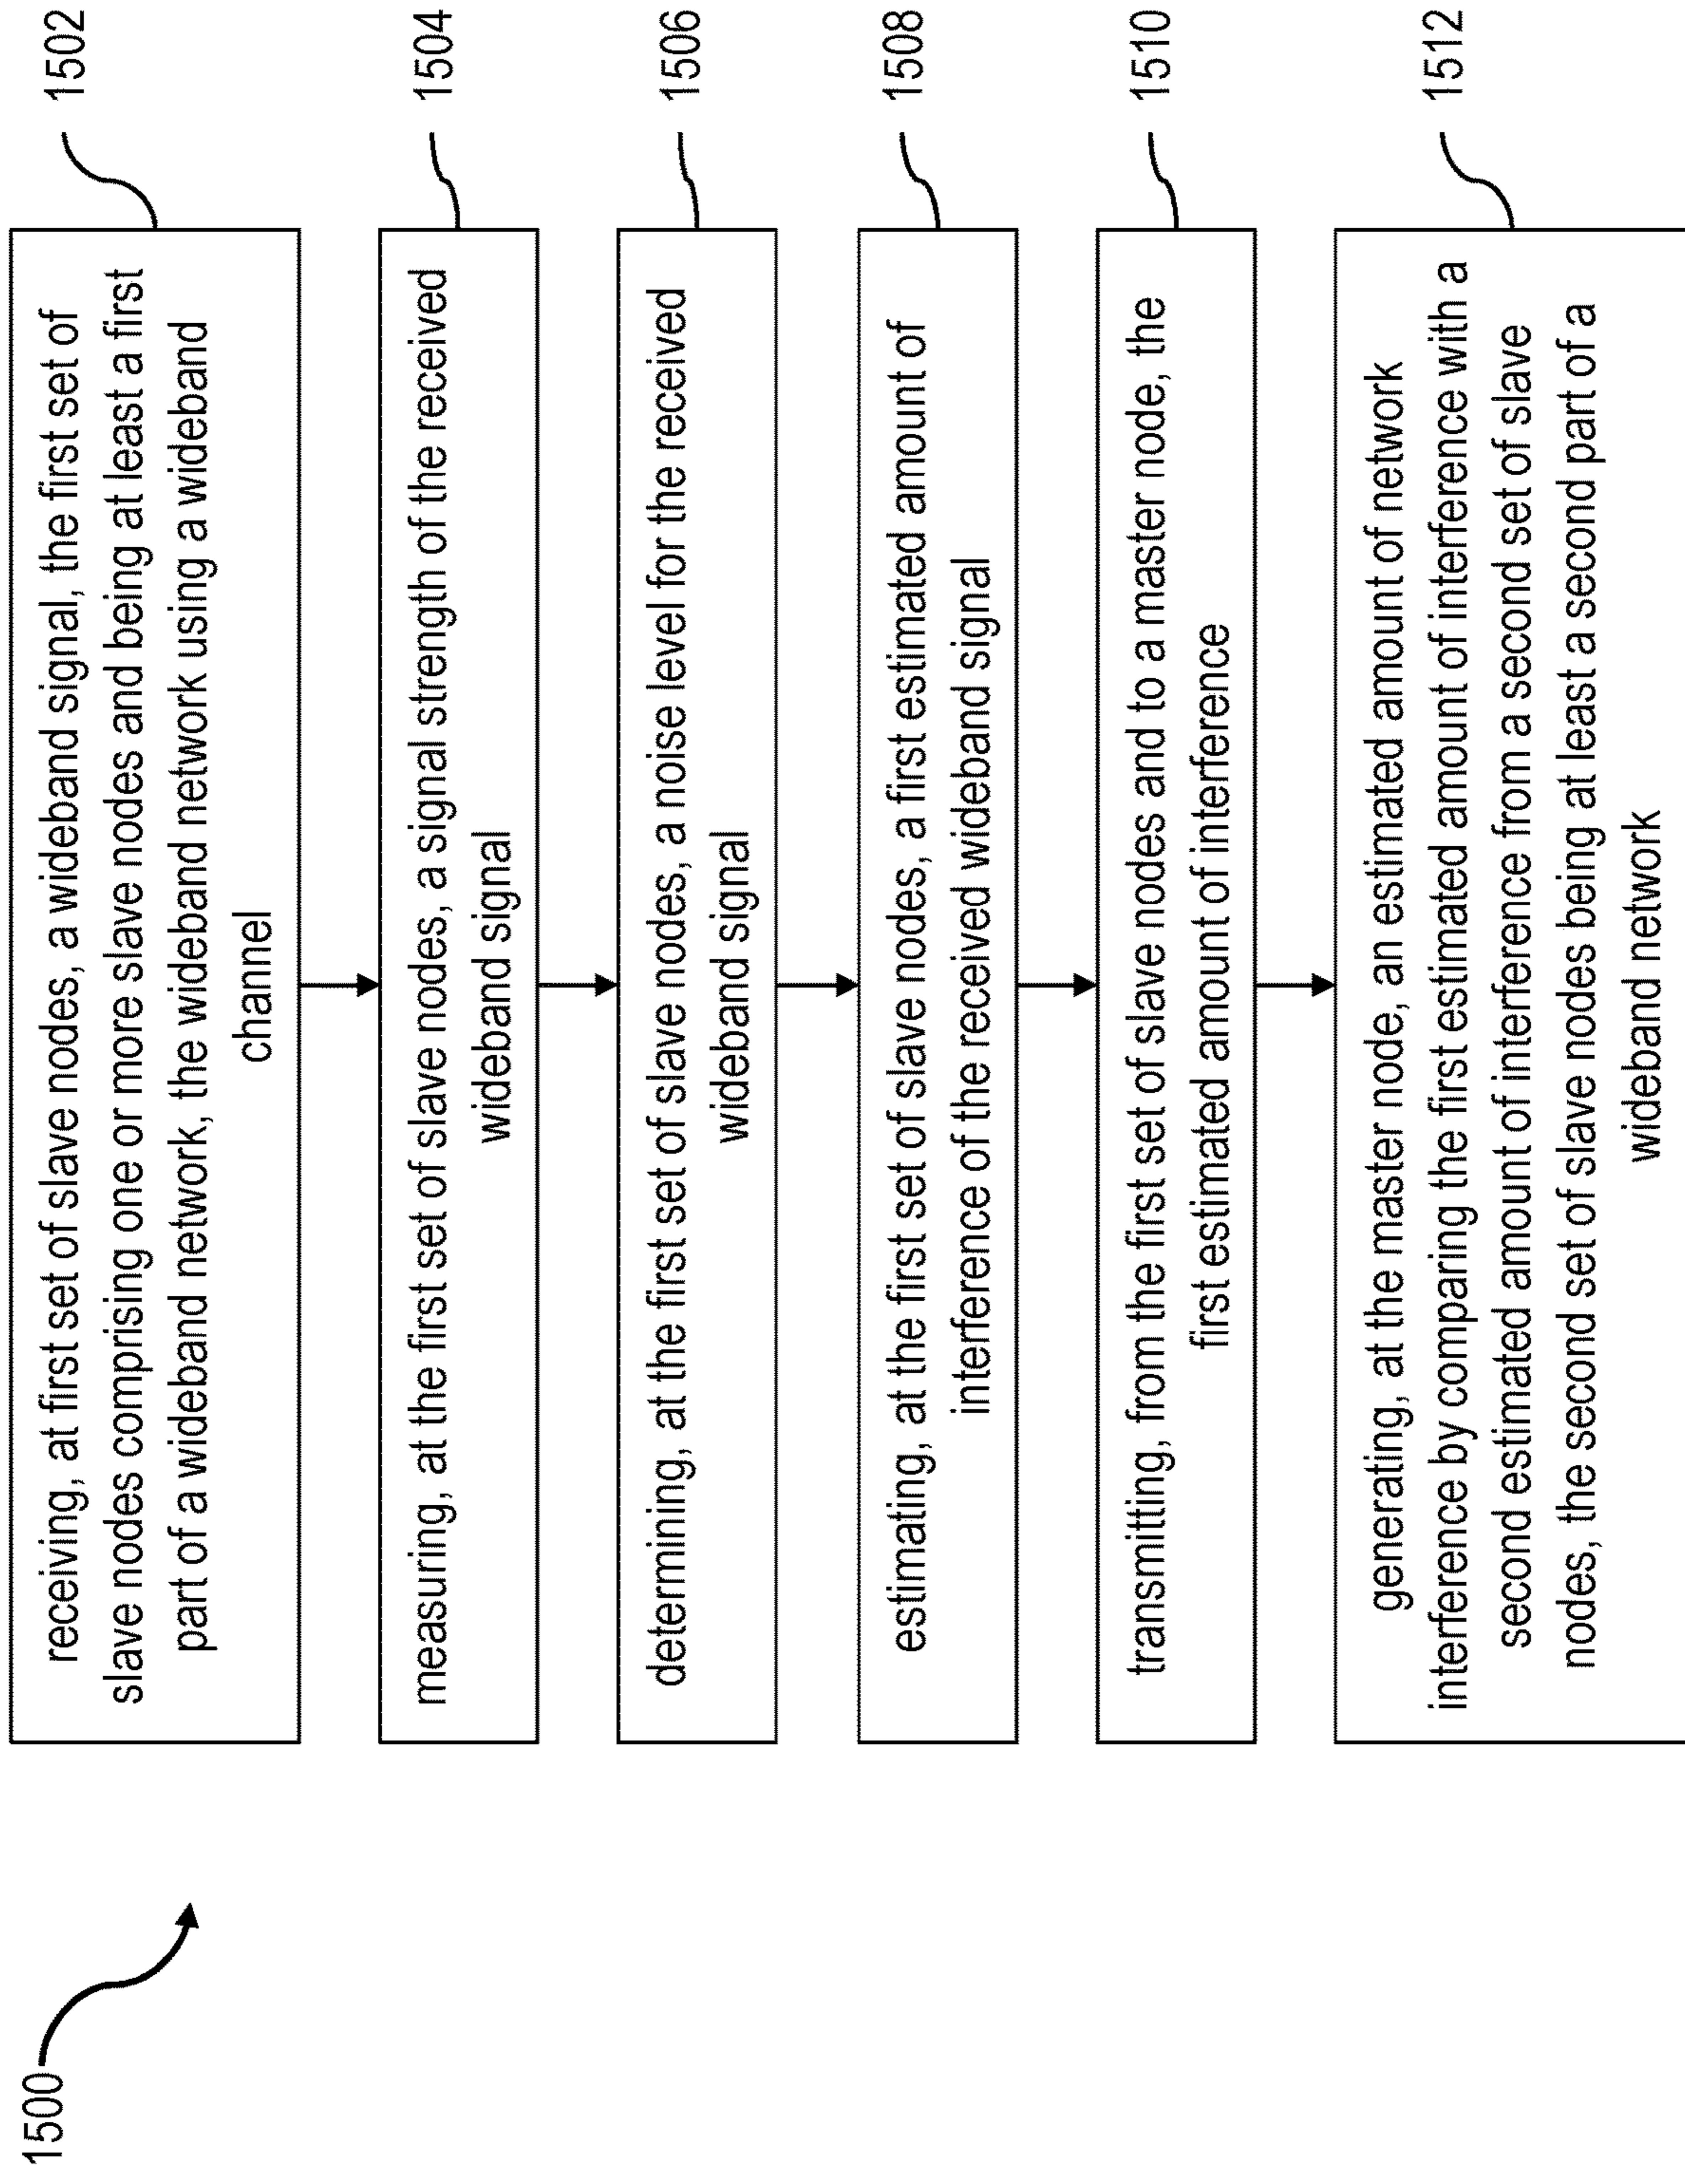 1500
receiving, at first set of slave nodes, a wideband signal, the first set of
slave nodes comprising one or more slave nodes and being at least a first
part of a wideband network, the wideband network using a wideband
channel
1502
measuring, at the first set of slave nodes, a signal strength of the received
wideband signal
1504
determining, at the first set of slave nodes, a noise level for the received
wideband signal
1506
estimating, at the first set of slave nodes, a first estimated amount of
interference of the received wideband signal
1508
transmitting, from the first set of slave nodes and to a master node, the
first estimated amount of interference
1510
generating, at the master node, an estimated amount of network
interference by comparing the first estimated amount of interference with a
second estimated amount of interference from a second set of slave
nodes, the second set of slave nodes being at least a second part of a
wideband network
1512